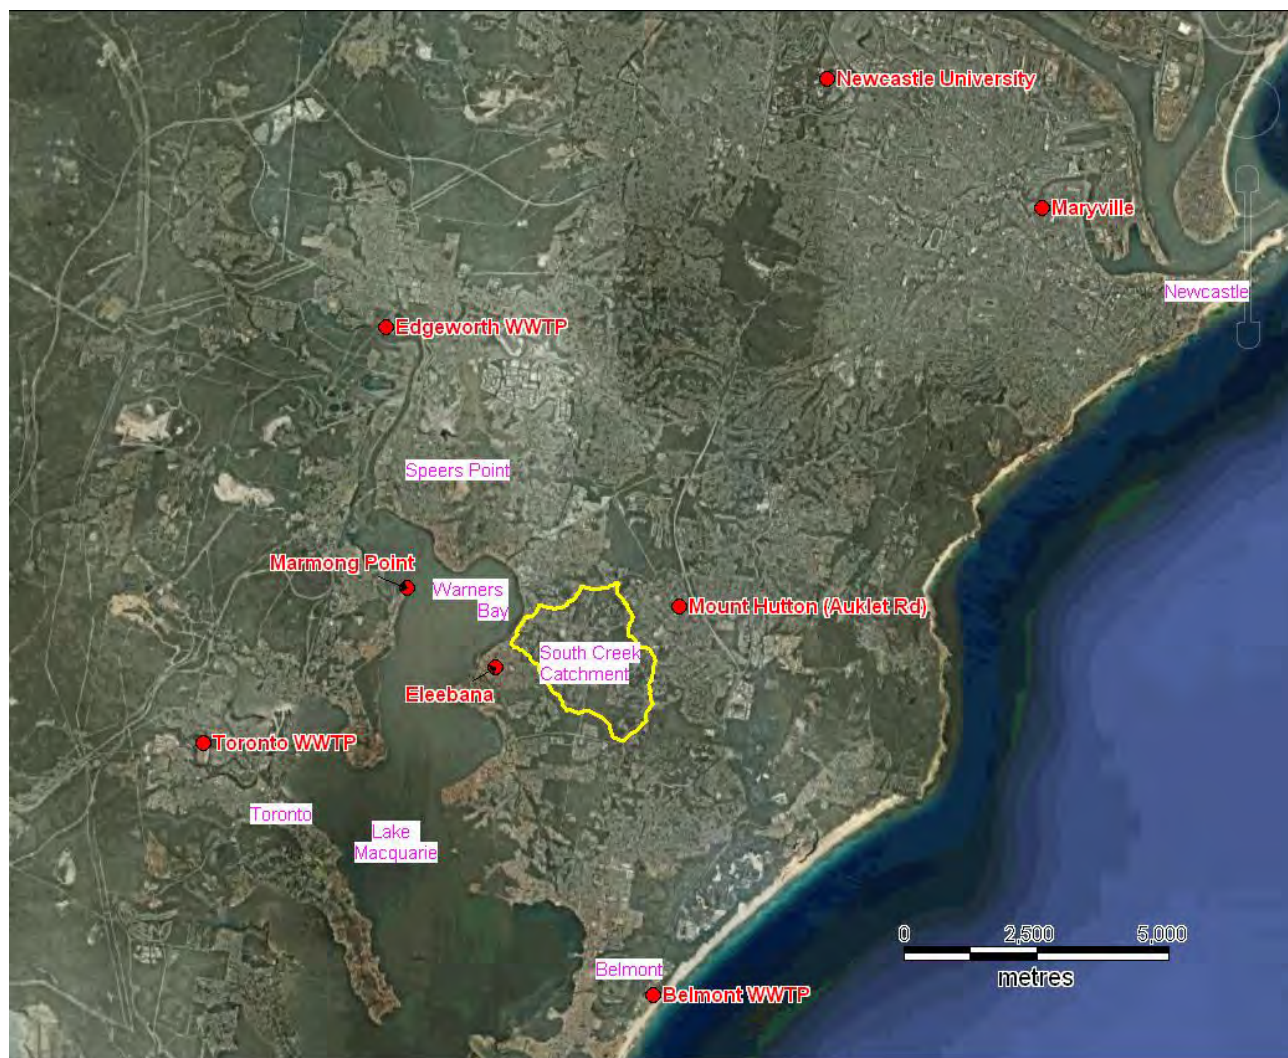 Newcastle University
Maryville
Newcastle
Edgeworth WWTP
Speers Point
Marmong Point
Warners
Bay
Mount Hutton (Auklet Rd)
South Creek
Catchment
Eleebana
Toronto WWTP
Toronto
Lake
Macquarie
0 2,500 5,000
metres
Belmont
Belmont WWTP